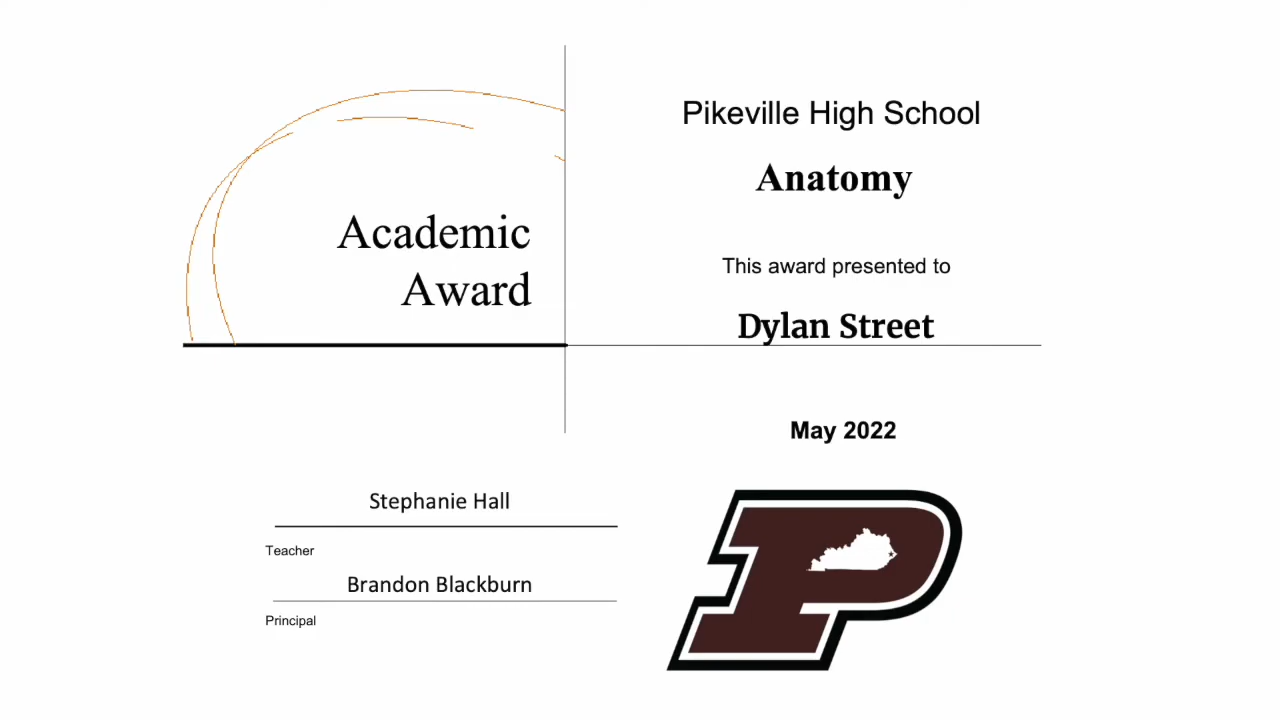 Academic
Award
Pikeville High School
Anatomy
This award presented to
Dylan Street
May 2022
Stephanie Hall
Teacher
Brandon Blackburn
Principal
P